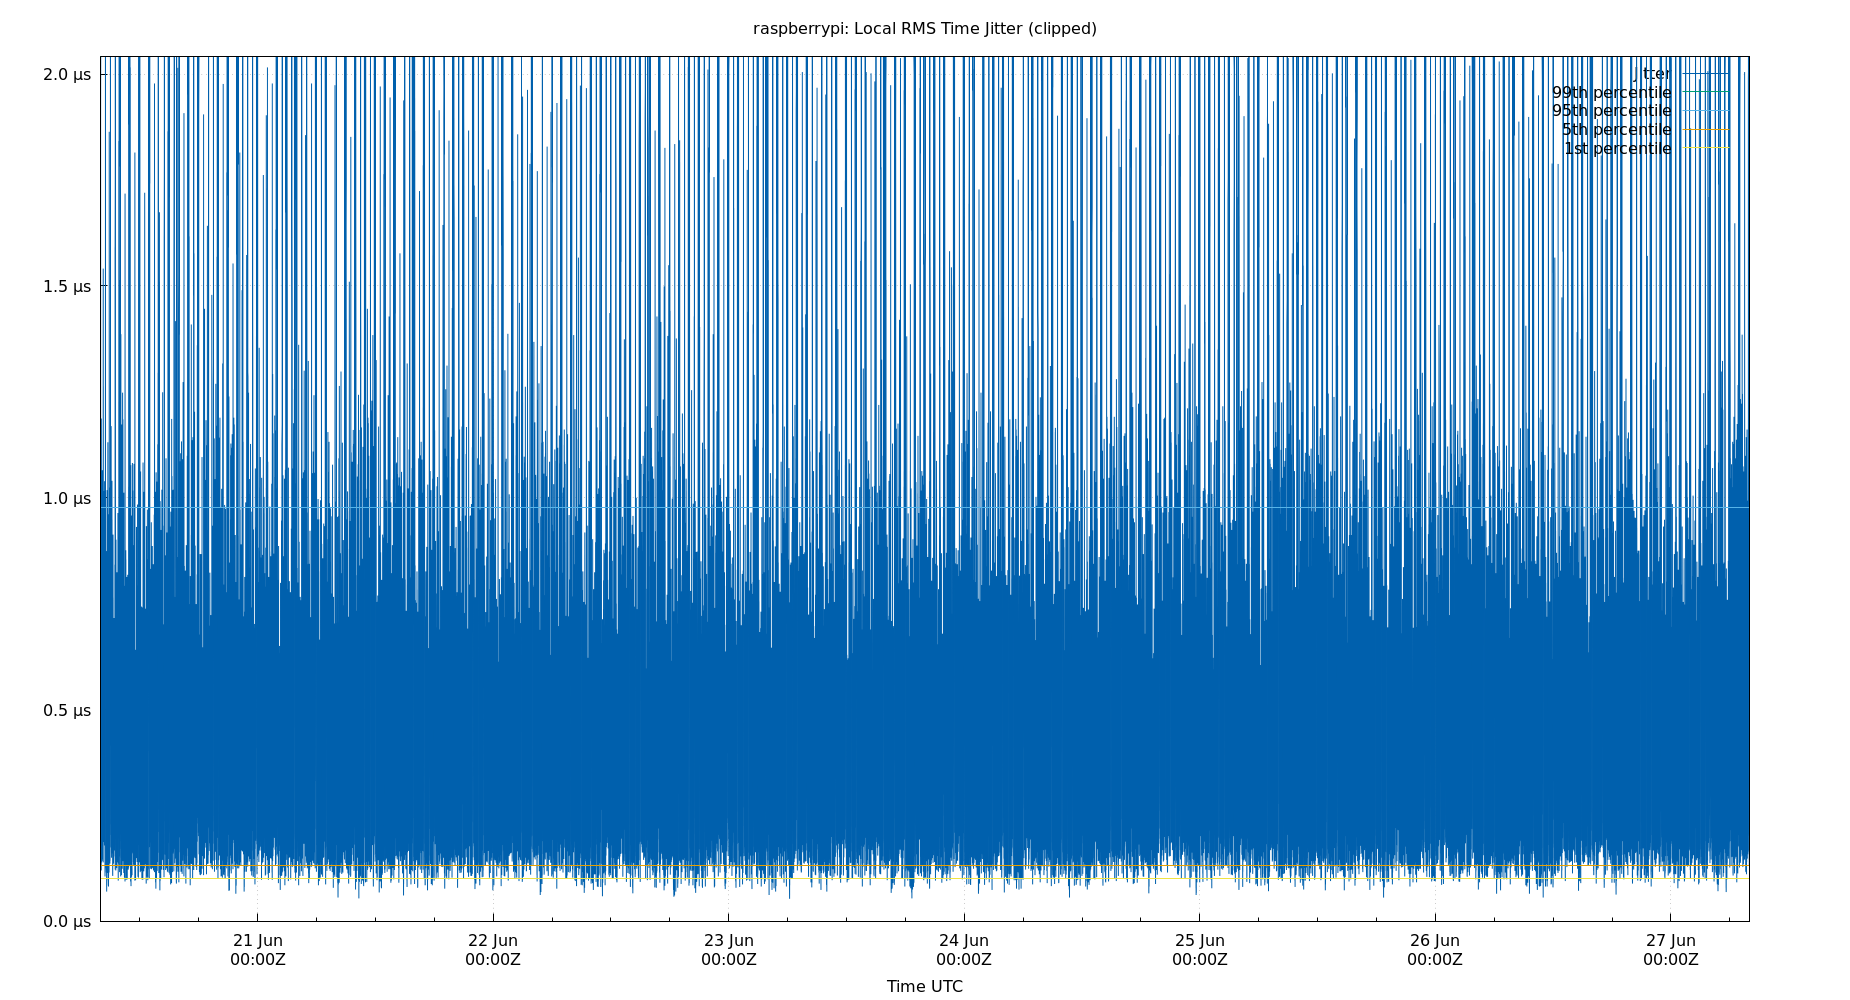 raspberrypi: Local RMS Time Jitter (clipped)
2.0 µs
1.5 µs
1.0 µs
0.5 µs
0.0 µs
jitter
99th percentile
95th percentile
5th percentile
1st percentile
21 Jun
00:00Z
22 Jun
00:00Z
23 Jun
00:00Z
24 Jun
00:00Z
25 Jun
00:00Z
26 Jun
00:00Z
27 Jun
00:00Z
Time UTC